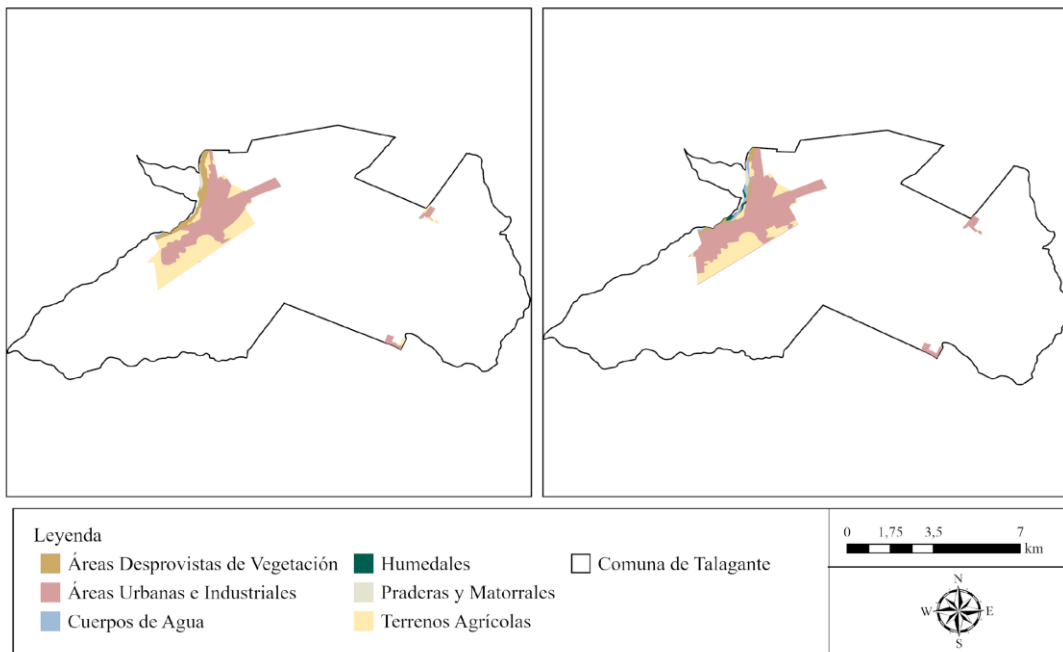 Leyenda
Áreas Desprovistas de Vegetación
Áreas Urbanas e Industriales
Cuerpos de Agua
Humedales
Praderas y Matorrales
Terrenos Agrícolas
Comuna de Talagante
0 1,75 3,5 7
km
N
W E
S